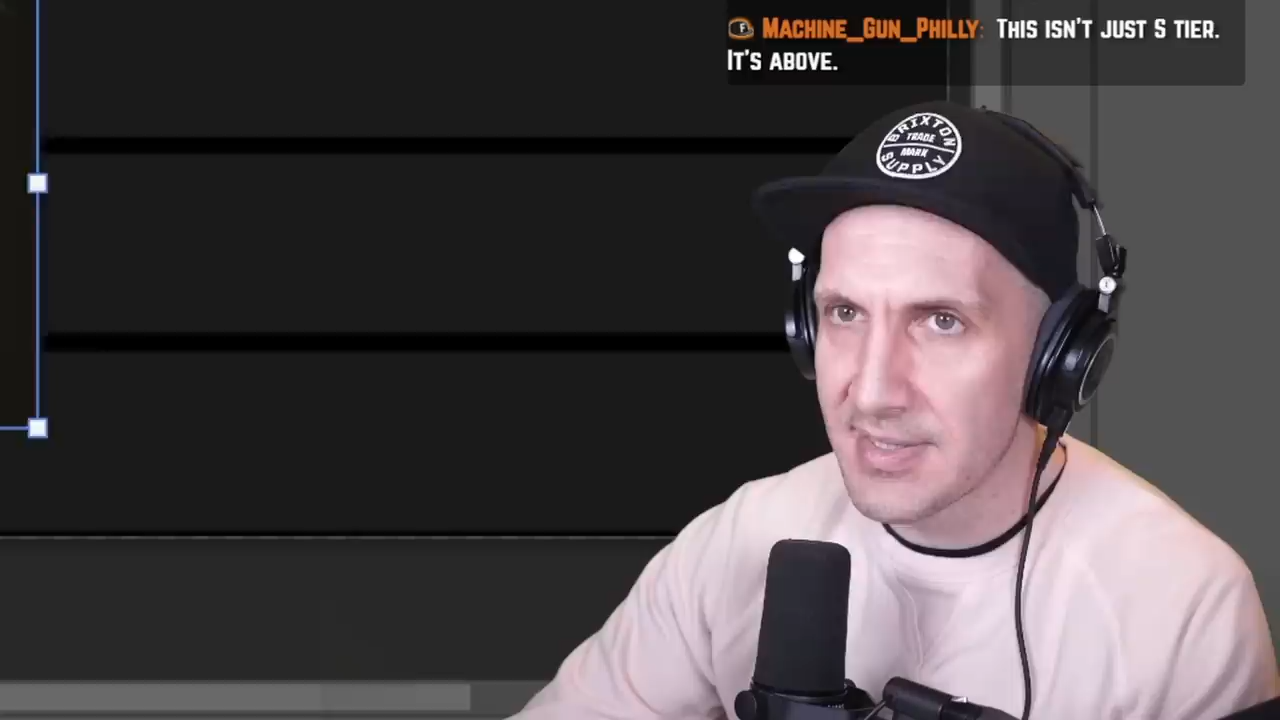 MACHINE_GUN_PHILLY: THIS ISN'T JUST S TIER.
IT'S ABOVE.
BRIXTON
TRADE
MARK
SUPPLY